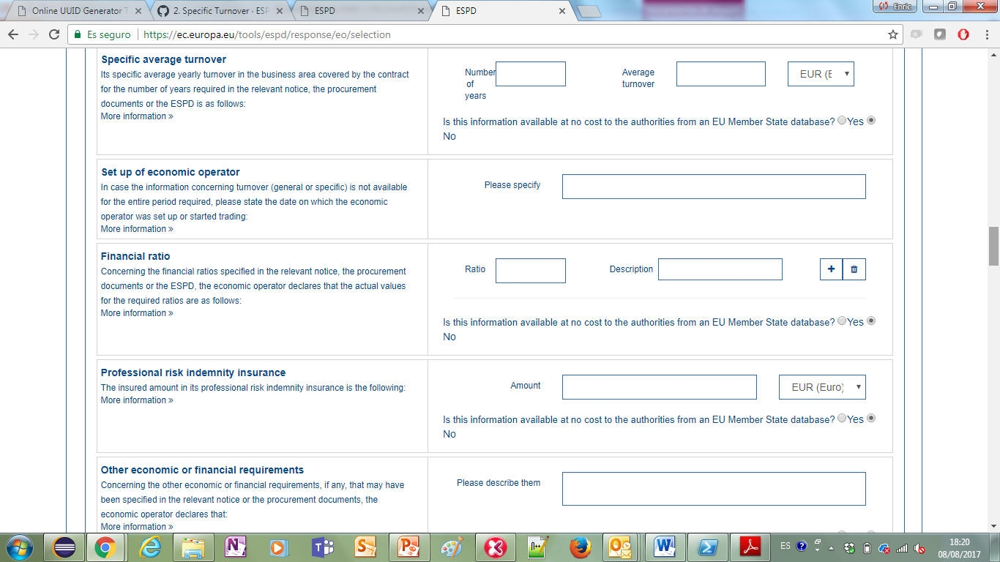 Online UUID Generator T
2. Specific Turnover · ESP
ESPD
ESPD
Enric
Es seguro
https://ec.europa.eu/tools/espd/response/eo/selection
Specific average turnover
Its specific average yearly turnover in the business area covered by the contract
for the number of years required in the relevant notice, the procurement
documents or the ESPD is as follows:
More information »
Number
of
years
Average
turnover
EUR (E
Is this information available at no cost to the authorities from an EU Member State database? Yes
No
Set up of economic operator
In case the information concerning turnover (general or specific) is not available
for the entire period required, please state the date on which the economic
operator was set up or started trading:
More information »
Please specify
Financial ratio
Concerning the financial ratios specified in the relevant notice, the procurement
documents or the ESPD, the economic operator declares that the actual values
for the required ratios are as follows:
More information »
Ratio
Description
Is this information available at no cost to the authorities from an EU Member State database? Yes
No
Professional risk indemnity insurance
The insured amount in its professional risk indemnity insurance is the following:
More information »
Amount
EUR (Euro)
Is this information available at no cost to the authorities from an EU Member State database? Yes
No
Other economic or financial requirements
Concerning the other economic or financial requirements, if any, that may have
been specified in the relevant notice or the procurement documents, the
economic operator declares that:
More information »
Please describe them
ES
18:20
08/08/2017